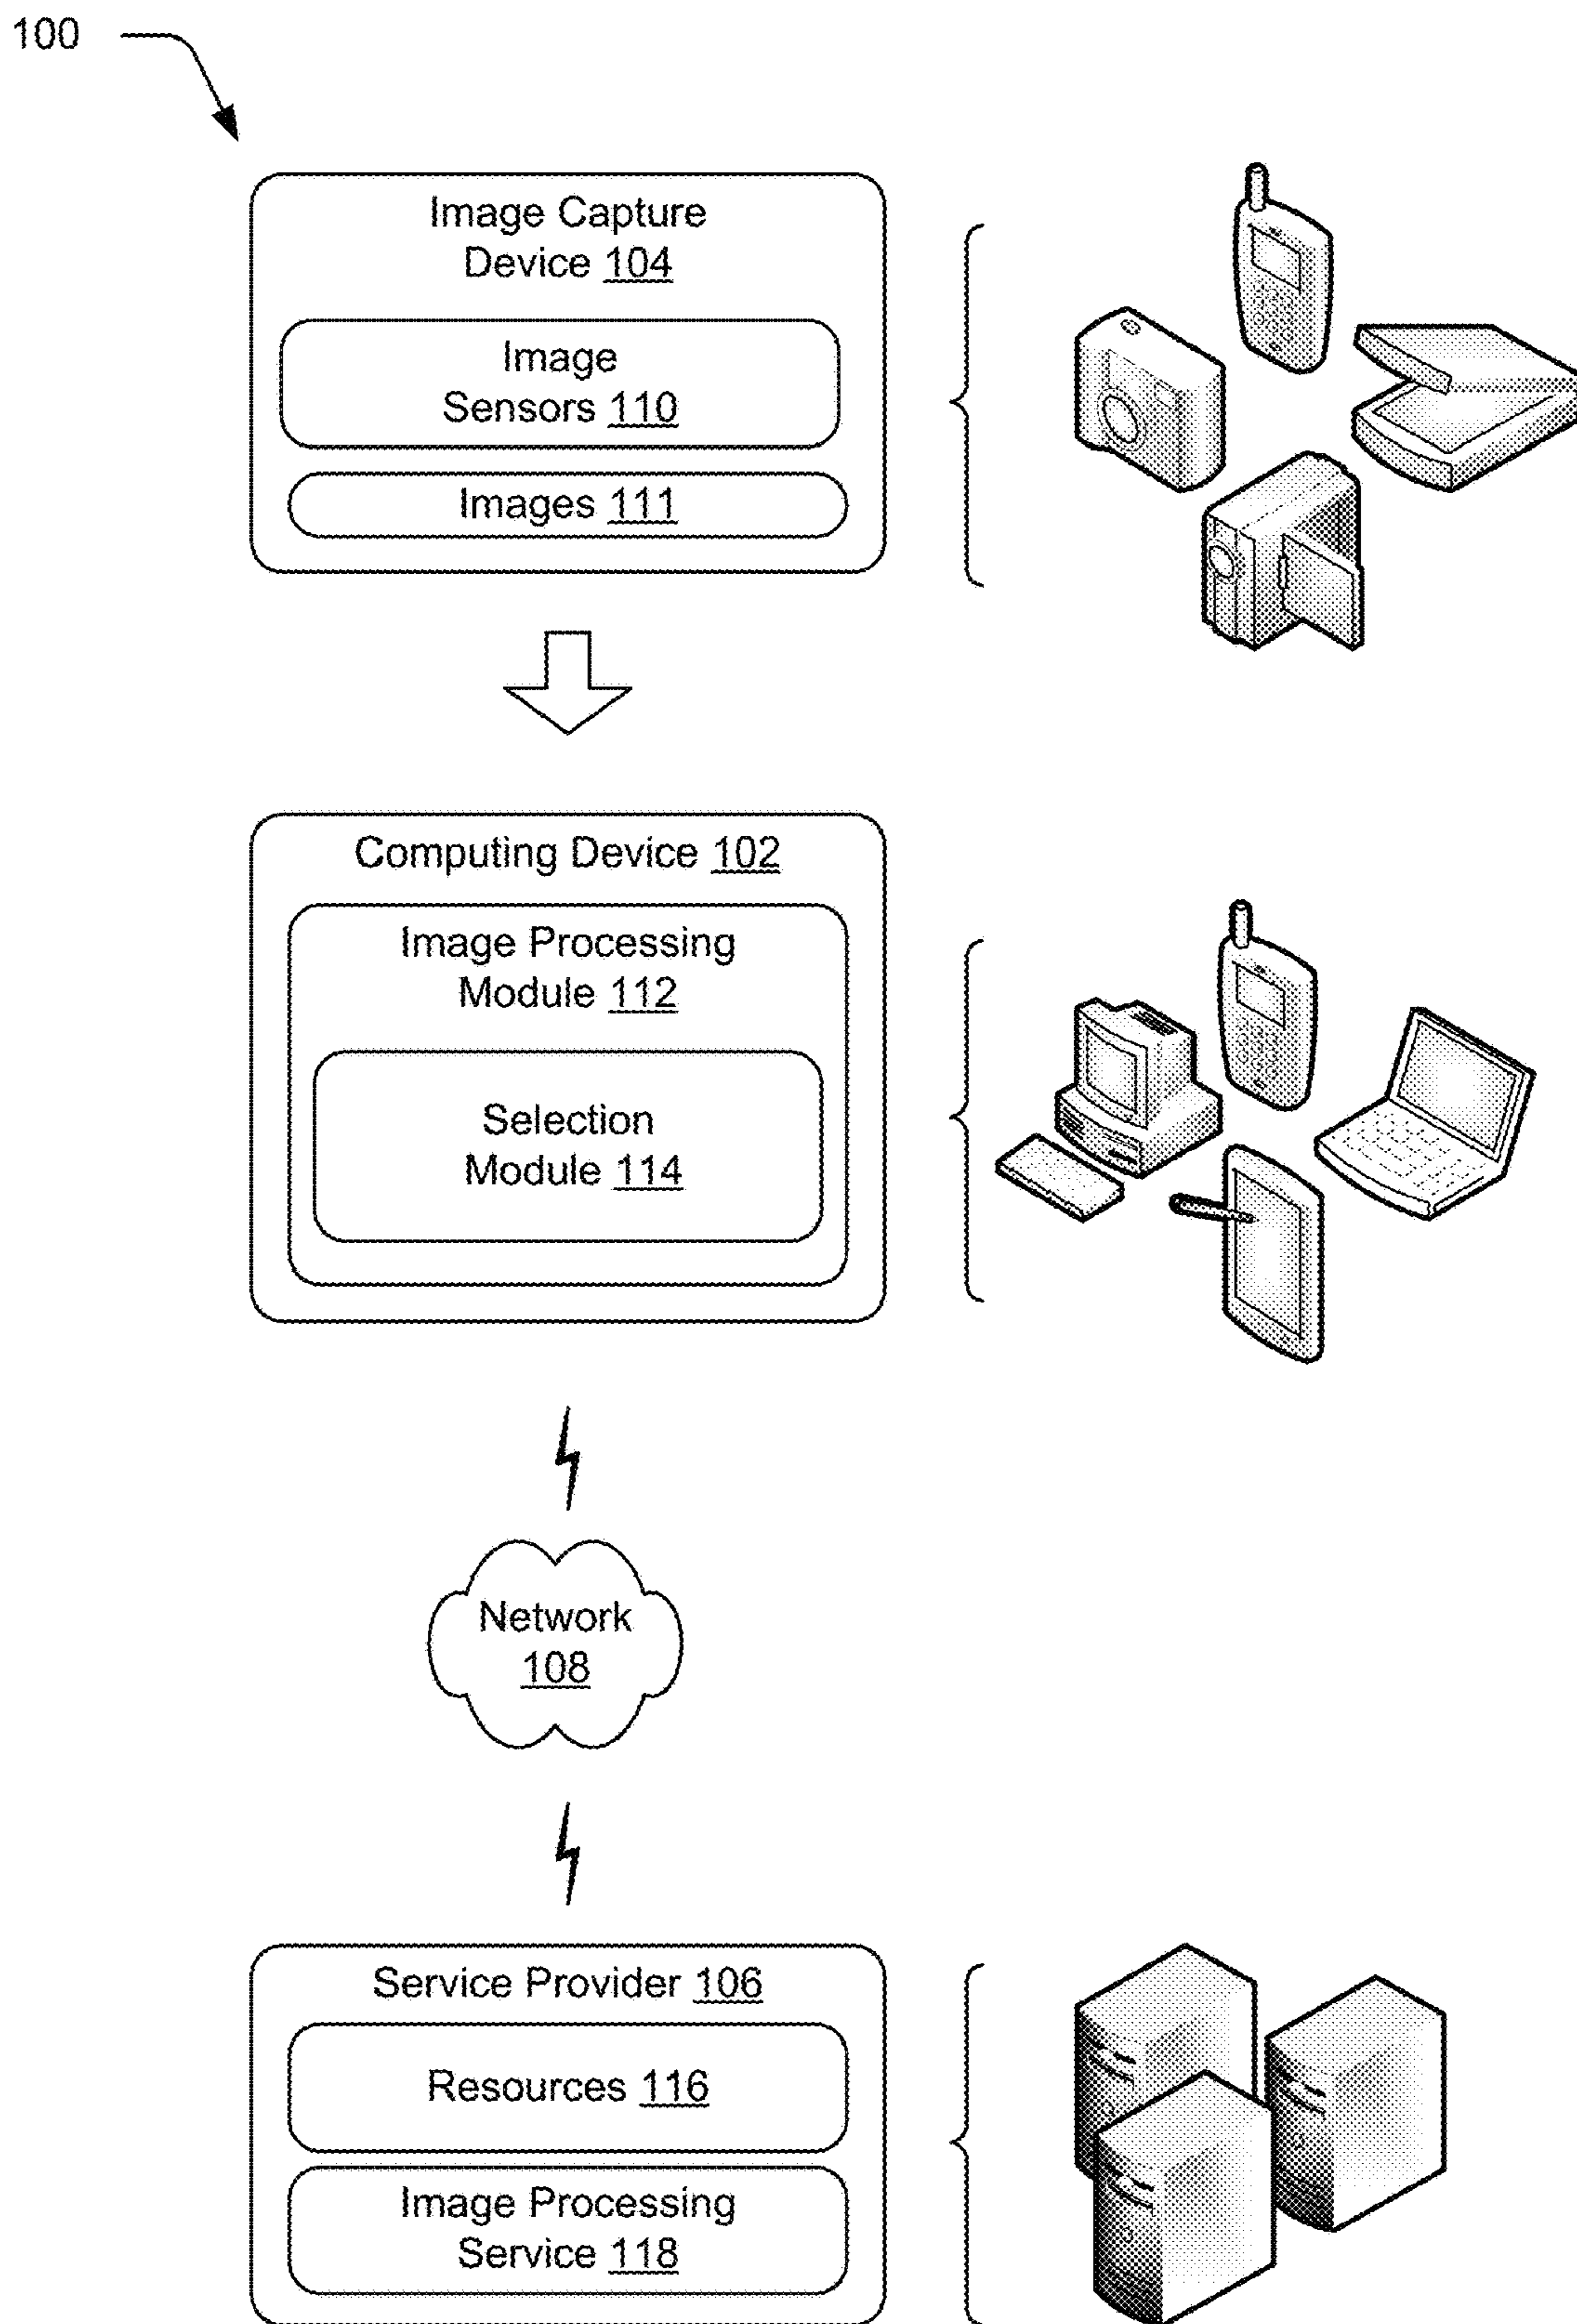 100
Image Capture
Device 104
Image
Sensors 110
Images 111
Computing Device 102
Image Processing
Module 112
Selection
Module 114
Network
108
Service Provider 106
Resources 116
Image Processing
Service 118